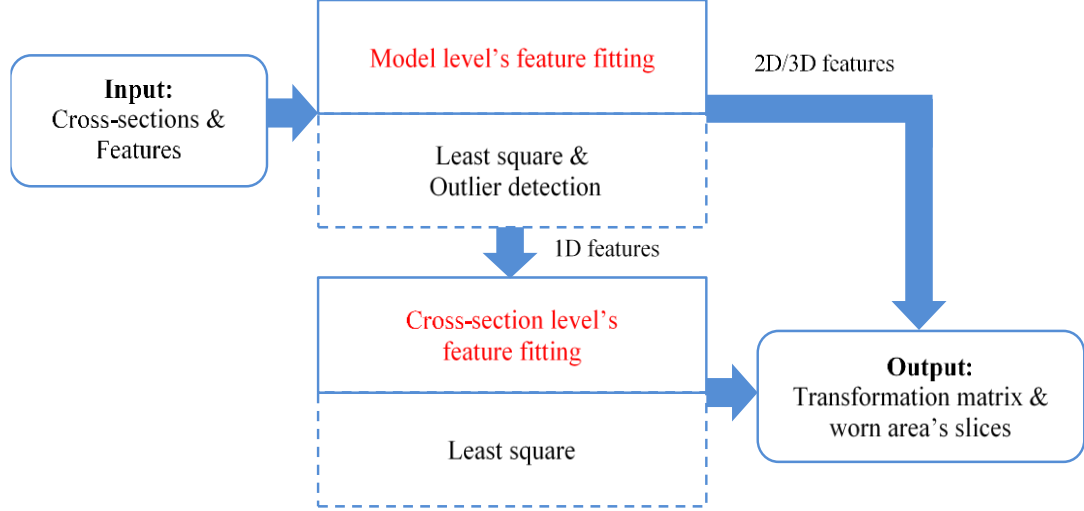 Input:
Cross-sections &
Features
Model level's feature fitting
Least square &
Outlier detection
2D/3D features
1D features
Cross-section level's
feature fitting
Least square
Output:
Transformation matrix &
worn area's slices